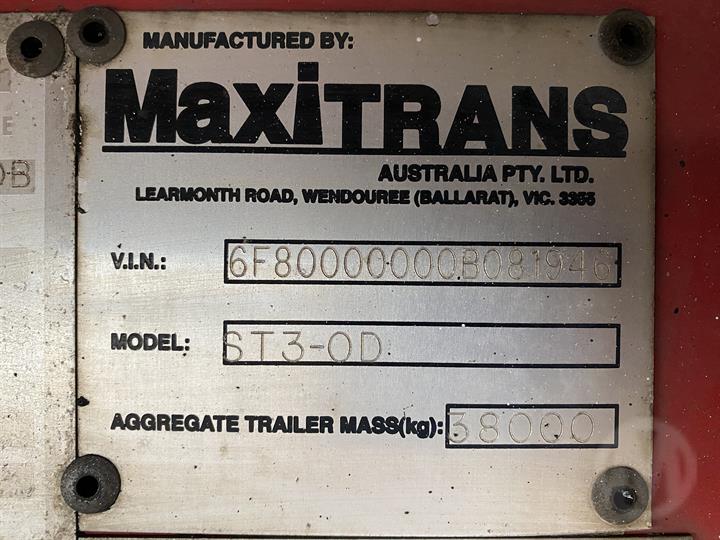 MANUFACTURED BY:
MaxiTRANS
AUSTRALIA PTY. LTD.
LEARMONTH ROAD, WENDOUREE (BALLARAT), VIC. 3355
V.I.N.: 6F80000000B081946
MODEL: ST3-OD
AGGREGATE TRAILER MASS(kg): 38000
E